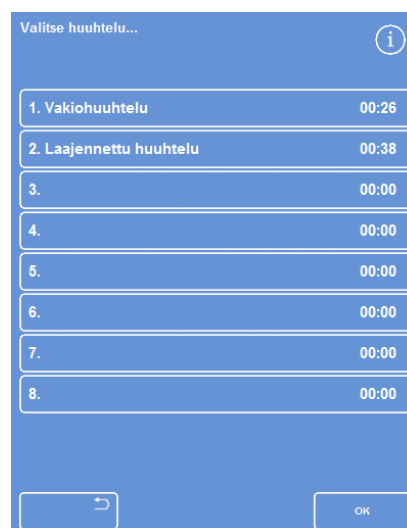 Valitse huuhtelu...
i
1. Vakiohuuhtelu 00:26
2. Laajennettu huuhtelu 00:38
3. 00:00
4. 00:00
5. 00:00
6. 00:00
7. 00:00
8. 00:00
OK